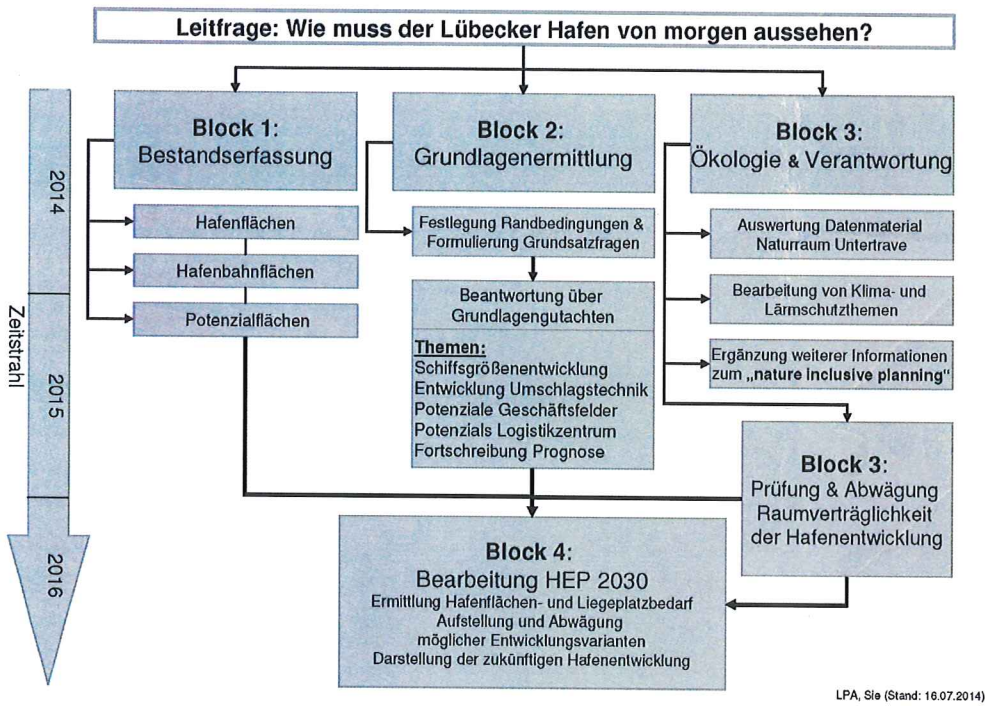 Leitfrage: Wie muss der Lübecker Hafen von morgen aussehen?
Zeitstrahl
2014
2015
2016
Block 1:
Bestandserfassung
Hafenflächen
Hafenbahnflächen
Potenzialflächen
Block 2:
Grundlagenermittlung
Festlegung Randbedingungen &
Formulierung Grundsatzfragen
Beantwortung über
Grundlagengutachten
Themen:
Schiffsgrößenentwicklung
Entwicklung Umschlagstechnik
Potenziale Geschäftsfelder
Potenzials Logistikzentrum
Fortschreibung Prognose
Block 3:
Ökologie & Verantwortung
Auswertung Datenmaterial
Naturraum Untertrave
Bearbeitung von Klima- und
Lärmschutzthemen
Ergänzung weiterer Informationen
zum „nature inclusive planning“
Block 3:
Prüfung & Abwägung
Raumverträglichkeit
der Hafenentwicklung
Block 4:
Bearbeitung HEP 2030
Ermittlung Hafenflächen- und Liegeplatzbedarf
Aufstellung und Abwägung
möglicher Entwicklungsvarianten
Darstellung der zukünftigen Hafenentwicklung
LPA, Sie (Stand: 16.07.2014)